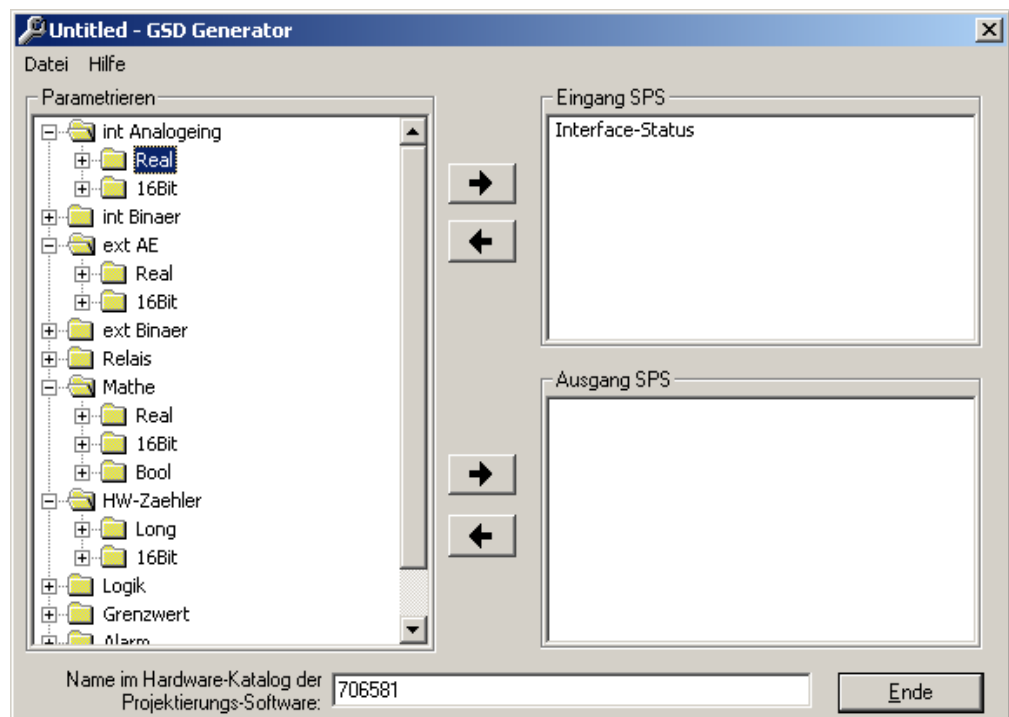 Untitled - GSD Generator
Datei Hilfe
Parametrieren
int Analogeing
Real
16Bit
int Binaer
ext AE
Real
16Bit
ext Binaer
Relais
Mathe
Real
16Bit
Bool
HW-Zaehler
Long
16Bit
Logik
Grenzwert
Alarm
Eingang SPS
Interface-Status
Ausgang SPS
Name im Hardware-Katalog der
Projektierungs-Software:
706581
Ende